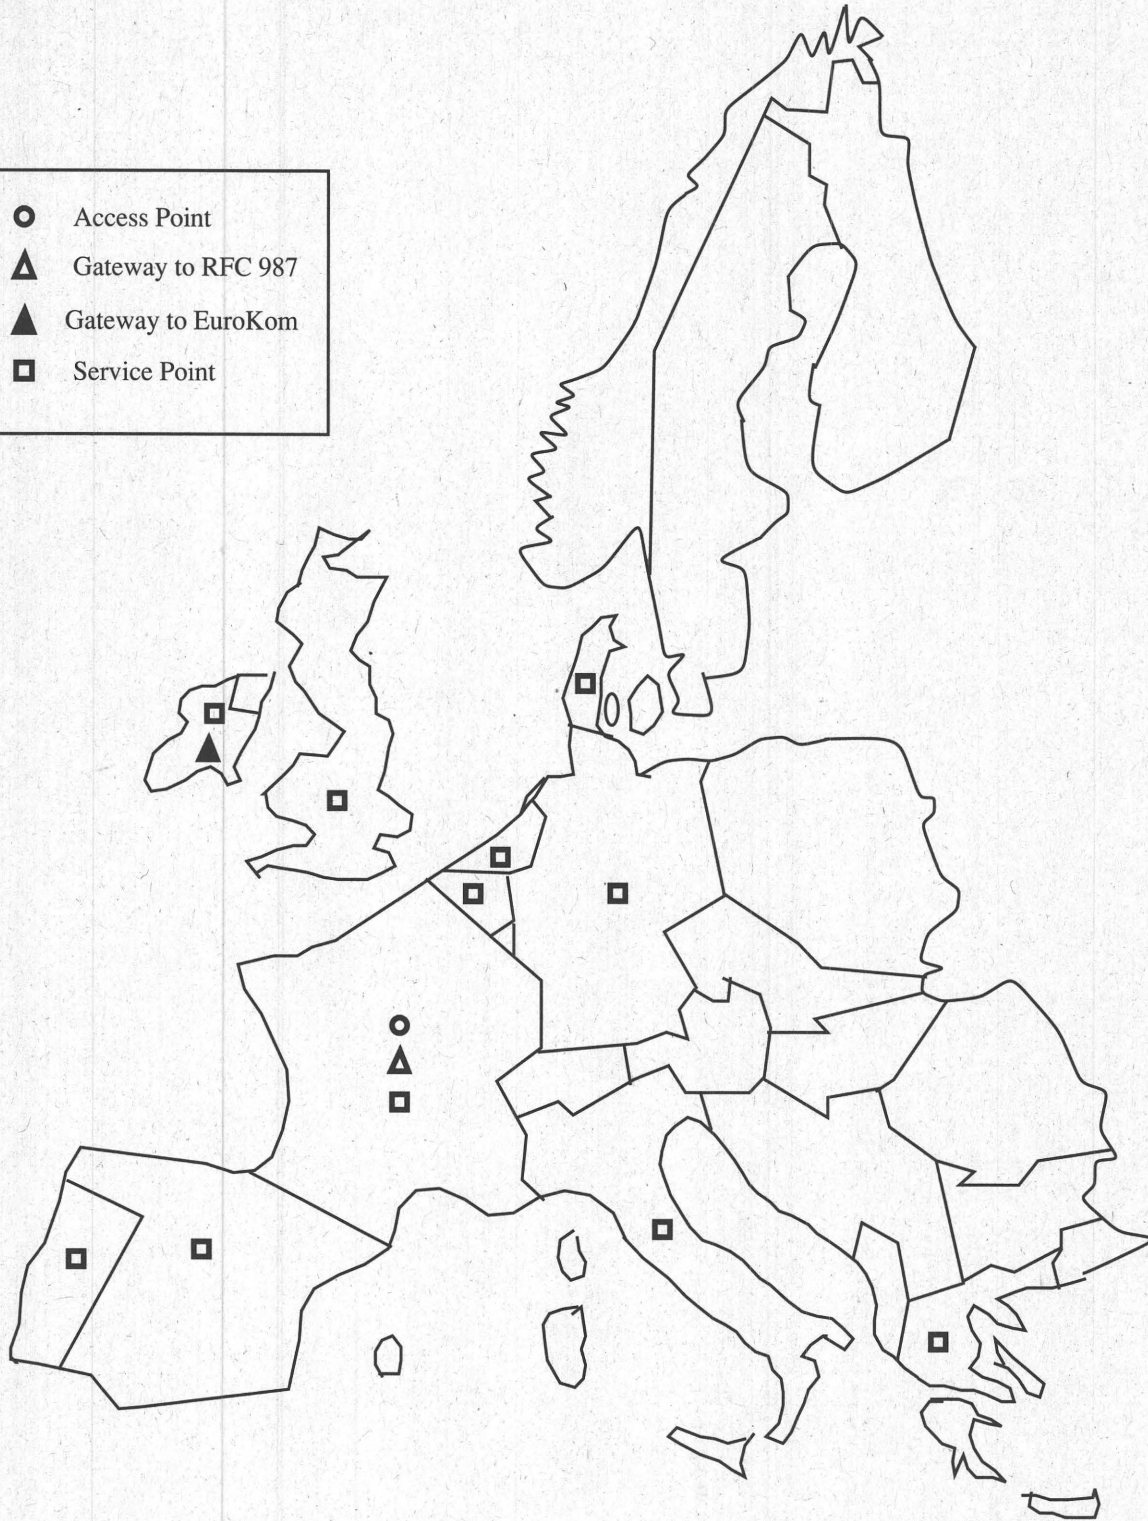 Access Point
Gateway to RFC 987
Gateway to EuroKom
Service Point